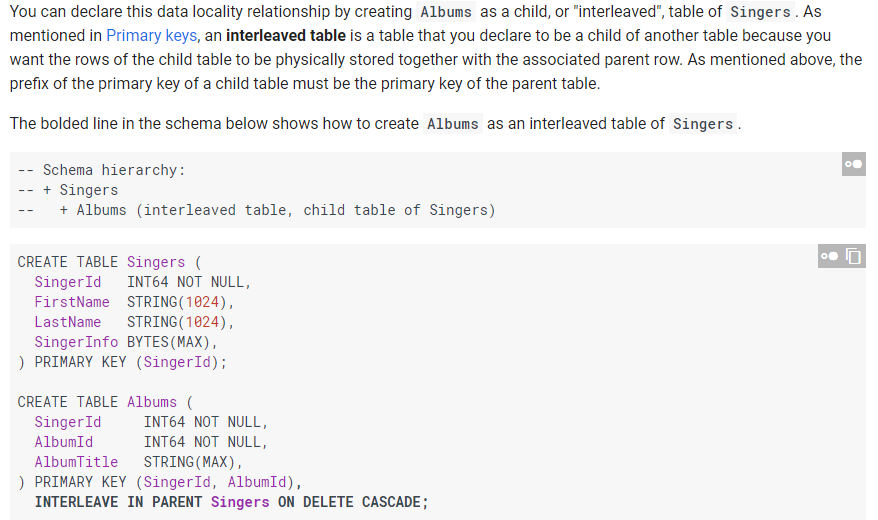 You can declare this data locality relationship by creating Albums as a child, or "interleaved", table of Singers. As
mentioned in Primary keys, an interleaved table is a table that you declare to be a child of another table because you
want the rows of the child table to be physically stored together with the associated parent row. As mentioned above, the
prefix of the primary key of a child table must be the primary key of the parent table.
The bolded line in the schema below shows how to create Albums as an interleaved table of Singers.
-- Schema hierarchy:
-- + Singers
--   + Albums (interleaved table, child table of Singers)
CREATE TABLE Singers (
  SingerId   INT64 NOT NULL,
  FirstName  STRING(1024),
  LastName   STRING(1024),
  SingerInfo BYTES(MAX),
) PRIMARY KEY (SingerId);
CREATE TABLE Albums (
  SingerId     INT64 NOT NULL,
  AlbumId      INT64 NOT NULL,
  AlbumTitle   STRING(MAX),
) PRIMARY KEY (SingerId, AlbumId),
  INTERLEAVE IN PARENT Singers ON DELETE CASCADE;